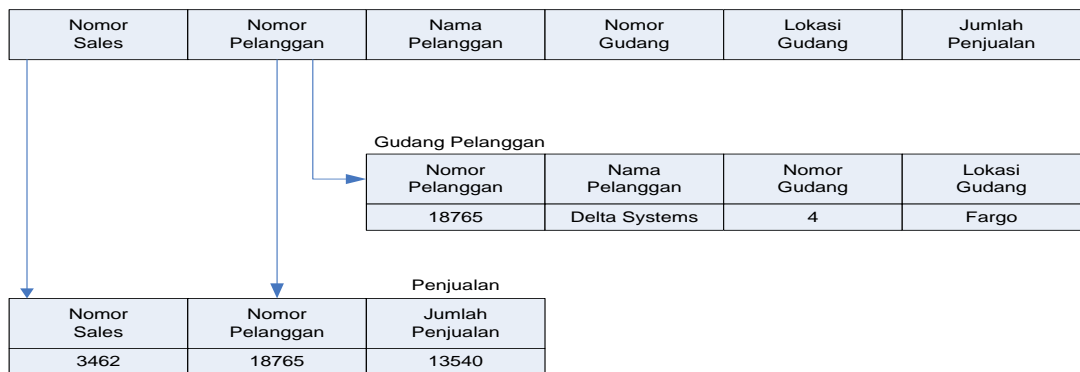 Nomor Sales
Nomor Pelanggan
Nama Pelanggan
Nomor Gudang
Lokasi Gudang
Jumlah Penjualan
Gudang Pelanggan
Nomor Pelanggan
Nama Pelanggan
Nomor Gudang
Lokasi Gudang
18765
Delta Systems
4
Fargo
Penjualan
Nomor Sales
Nomor Pelanggan
Jumlah Penjualan
3462
18765
13540